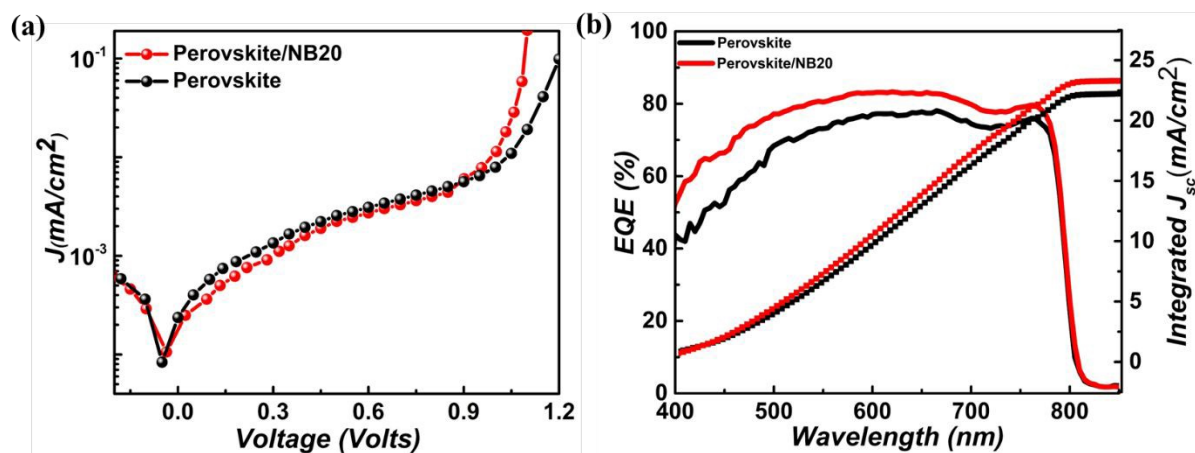 (a)
J(mA/cm²)
10⁻¹
10⁻³
Perovskite/NB20
Perovskite
0.0 0.3 0.6 0.9 1.2
Voltage (Volts)
(b)
EQE (%)
100
80
60
40
20
0
Perovskite
Perovskite/NB20
400 500 600 700 800
Wavelength (nm)
25
20
15
10
5
0
Integrated Jsc(mA/cm²)